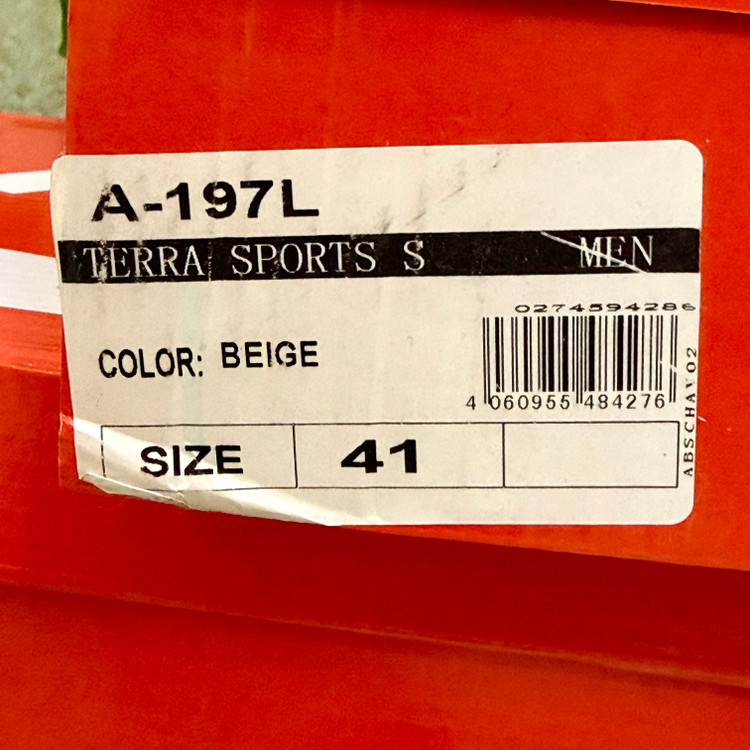 A-197L
TERRA SPORTS S MEN
0274594286
COLOR: BEIGE
4 060955 484276
ABSCHAV02
SIZE 41